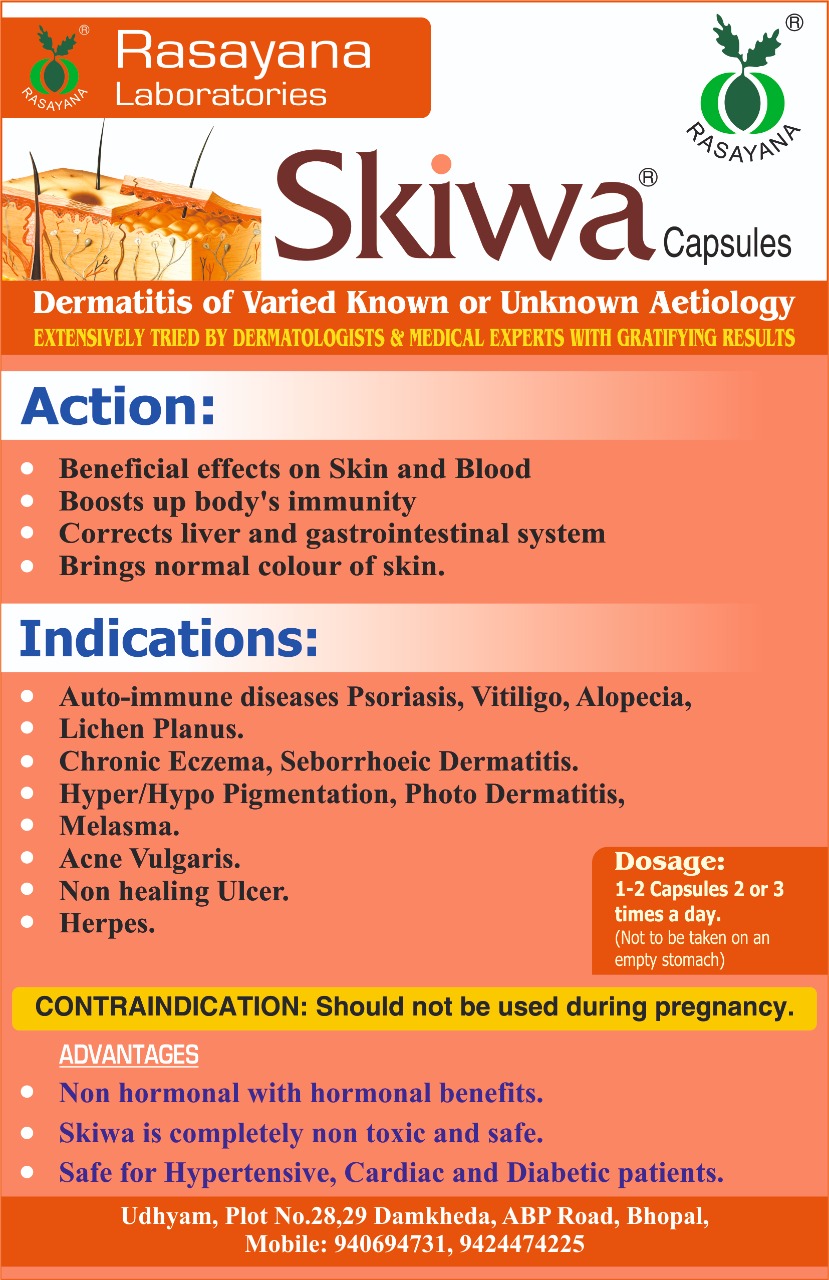 Rasayana
Laboratories
®
RASAYANA
®
RASAYANA
Skiwa® Capsules
Dermatitis of Varied Known or Unknown Aetiology
EXTENSIVELY TRIED BY DERMATOLOGISTS & MEDICAL EXPERTS WITH GRATIFYING RESULTS
Action:
• Beneficial effects on Skin and Blood
• Boosts up body's immunity
• Corrects liver and gastrointestinal system
• Brings normal colour of skin.
Indications:
• Auto-immune diseases Psoriasis, Vitiligo, Alopecia,
• Lichen Planus.
• Chronic Eczema, Seborrhoeic Dermatitis.
• Hyper/Hypo Pigmentation, Photo Dermatitis,
• Melasma.
• Acne Vulgaris.
• Non healing Ulcer.
• Herpes.
Dosage:
1-2 Capsules 2 or 3
times a day.
(Not to be taken on an
empty stomach)
CONTRAINDICATION: Should not be used during pregnancy.
ADVANTAGES
• Non hormonal with hormonal benefits.
• Skiwa is completely non toxic and safe.
• Safe for Hypertensive, Cardiac and Diabetic patients.
Udhyam, Plot No.28,29 Damkheda, ABP Road, Bhopal,
Mobile: 940694731, 9424474225